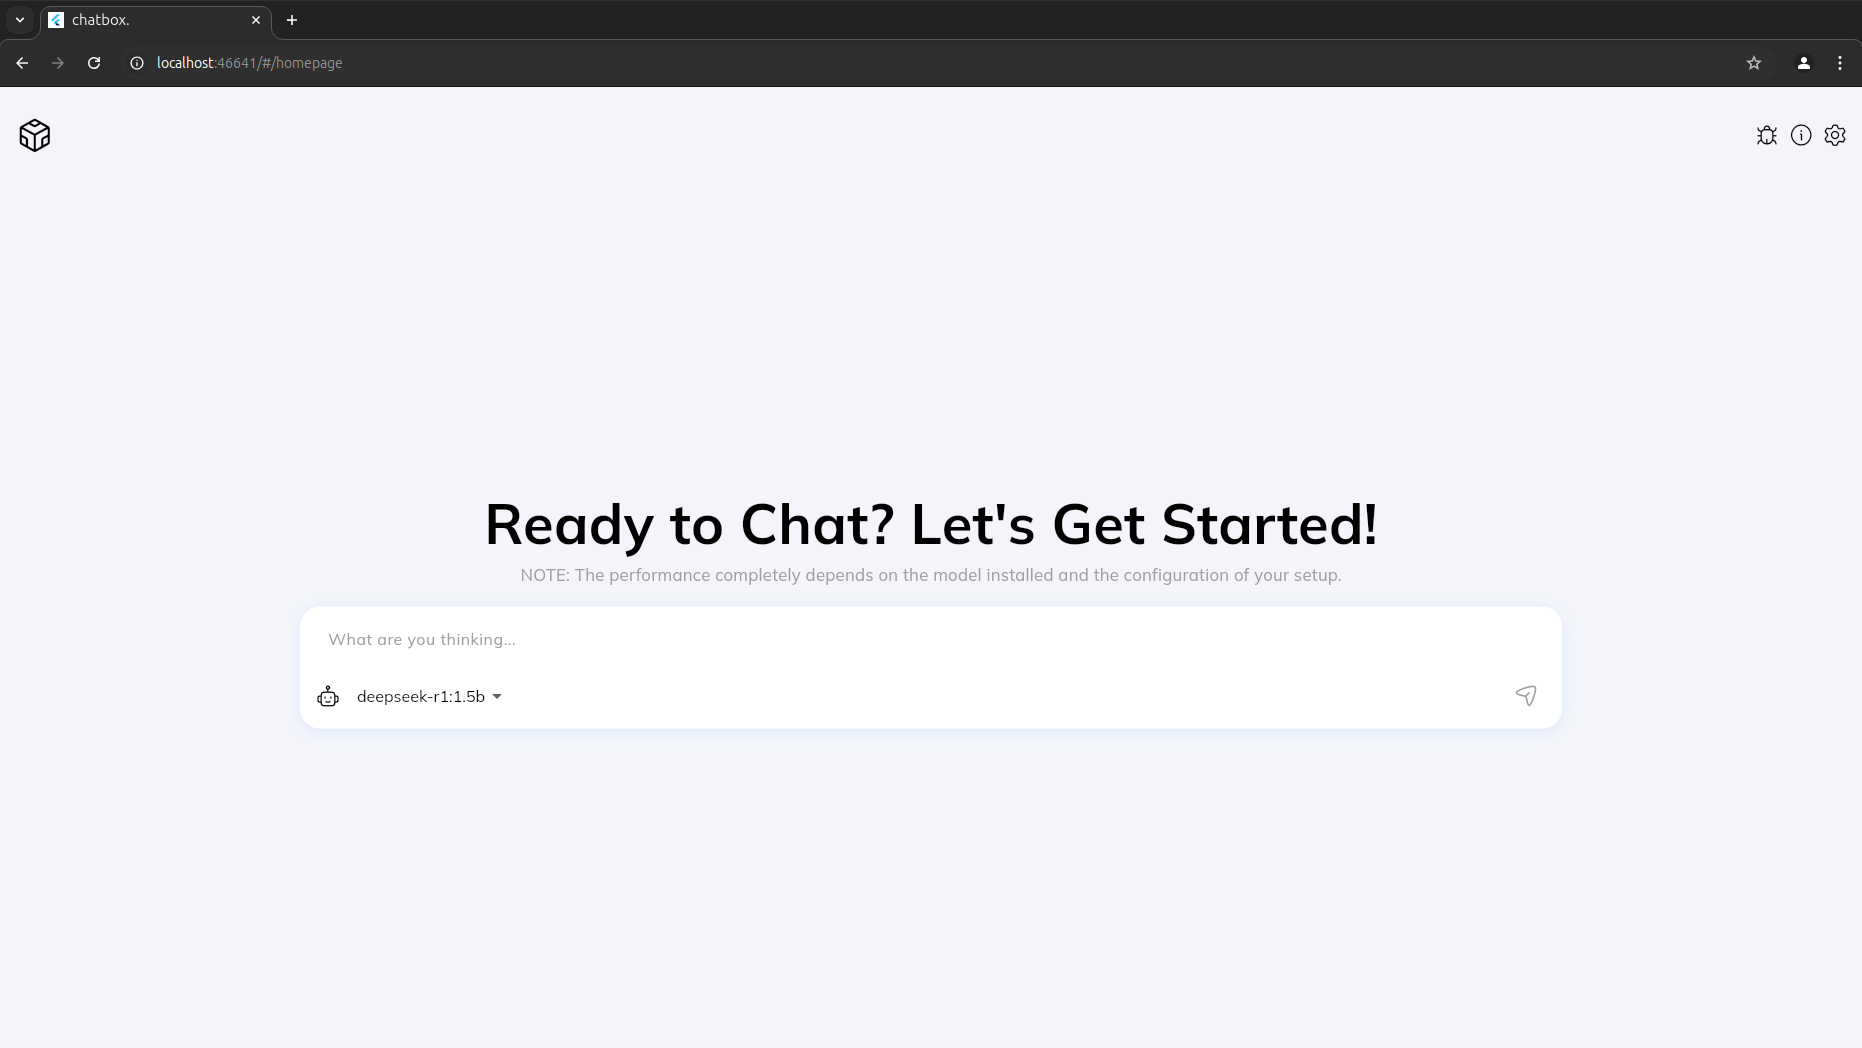 chatbox.
localhost:46641/#/homepage
Ready to Chat? Let's Get Started!
NOTE: The performance completely depends on the model installed and the configuration of your setup.
What are you thinking...
deepseek-r1:1.5b